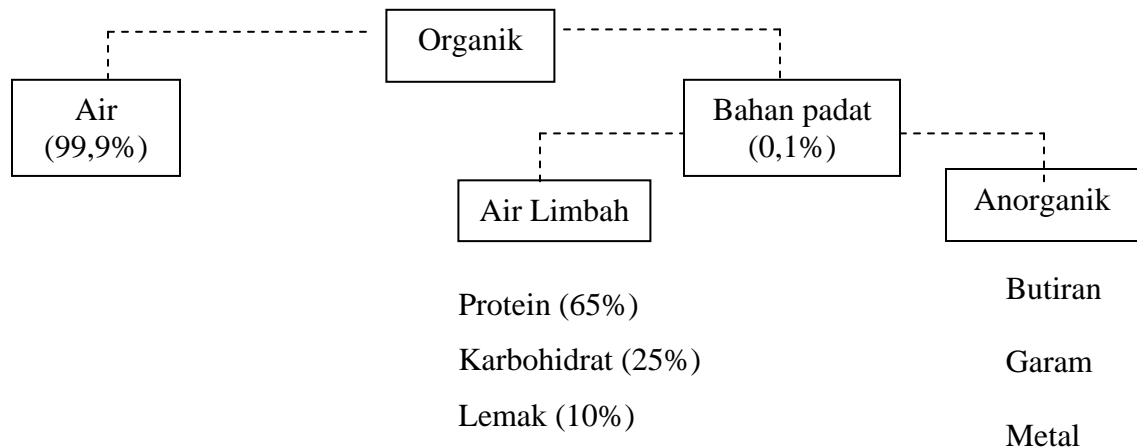 Organik
Air
(99,9%)
Bahan padat
(0,1%)
Air Limbah
Anorganik
Protein (65%)
Karbohidrat (25%)
Lemak (10%)
Butiran
Garam
Metal